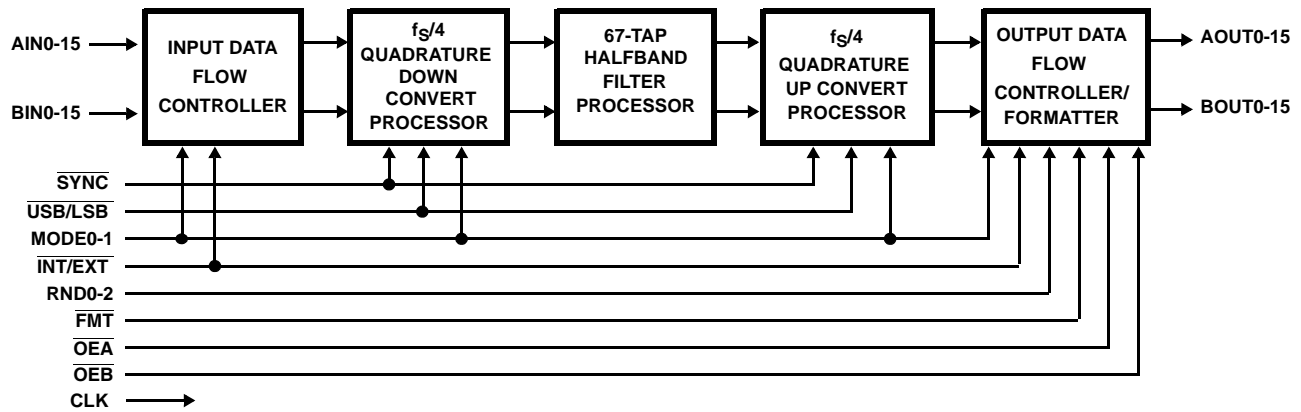 AIN0-15
BIN0-15
INPUT DATA
FLOW
CONTROLLER
fS/4
QUADRATURE
DOWN
CONVERT
PROCESSOR
67-TAP
HALFBAND
FILTER
PROCESSOR
fS/4
QUADRATURE
UP CONVERT
PROCESSOR
OUTPUT DATA
FLOW
CONTROLLER/
FORMATTER
AOUT0-15
BOUT0-15
SYNC
USB/LSB
MODE0-1
INT/EXT
RND0-2
FMT
OEA
OEB
CLK